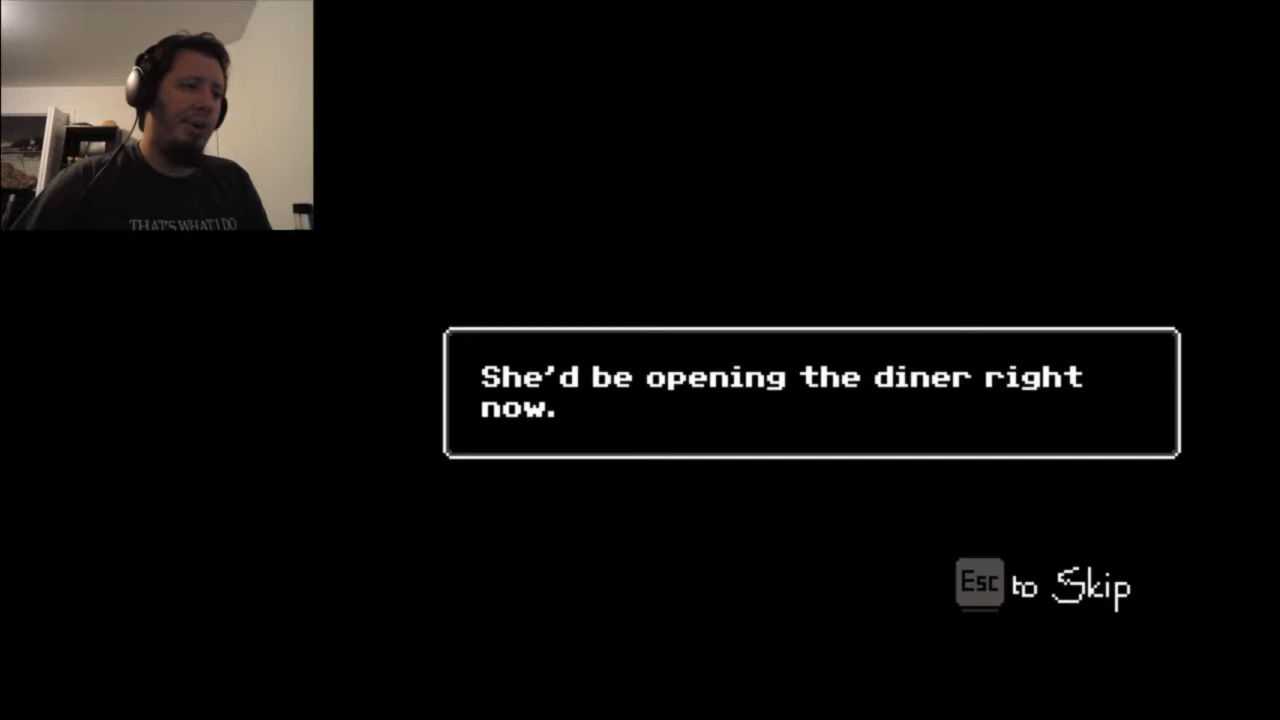 THAT'S WHAT I DO
She'd be opening the diner right
now.
Esc to Skip